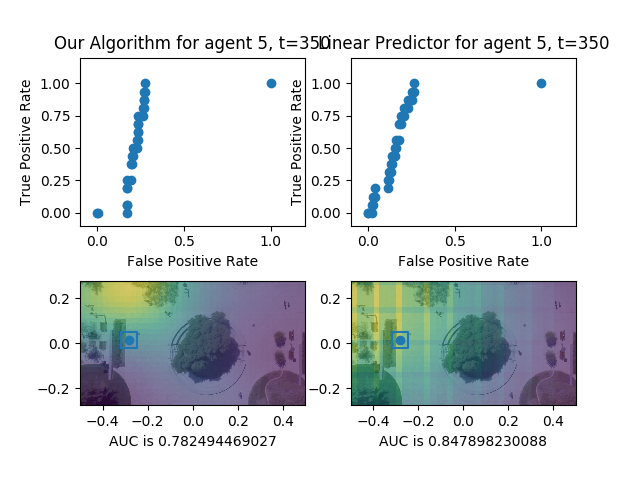 Our Algorithm for agent 5, t=350
Linear Predictor for agent 5, t=350
True Positive Rate
1.00
0.75
0.50
0.25
0.00
0.0 0.5 1.0
False Positive Rate
True Positive Rate
1.00
0.75
0.50
0.25
0.00
0.0 0.5 1.0
False Positive Rate
0.2
0.0
−0.2
−0.4 −0.2 0.0 0.2 0.4
AUC is 0.782494469027
0.2
0.0
−0.2
−0.4 −0.2 0.0 0.2 0.4
AUC is 0.847898230088